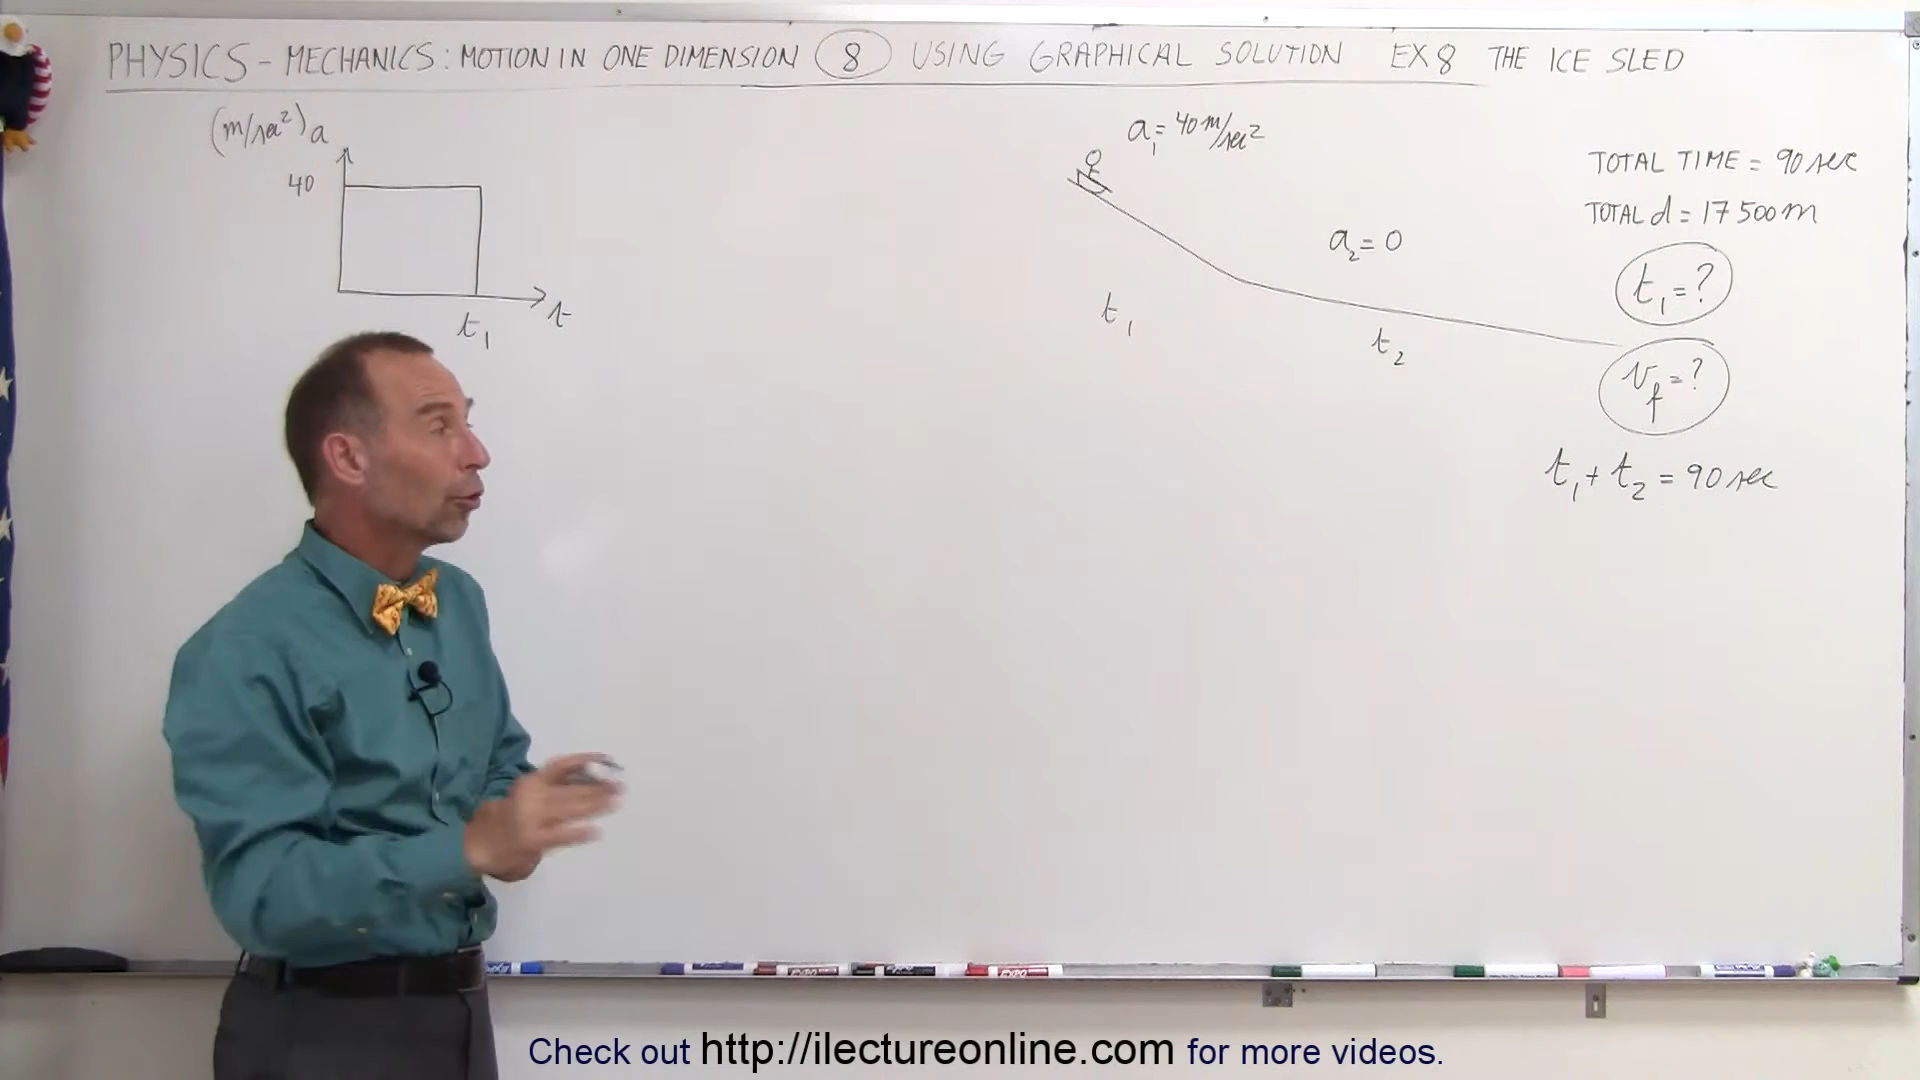 PHYSICS - MECHANICS: MOTION IN ONE DIMENSION 8 USING GRAPHICAL SOLUTION EX 8 THE ICE SLED
(m/sec²) a
40
t₁
t
a₁ = 40 m/sec²
a₂ = 0
t₁
t₂
TOTAL TIME = 90 sec
TOTAL d = 17 500 m
t₁ = ?
v_f = ?
t₁ + t₂ = 90 sec
EXPO
Check out http://ilectureonline.com for more videos.